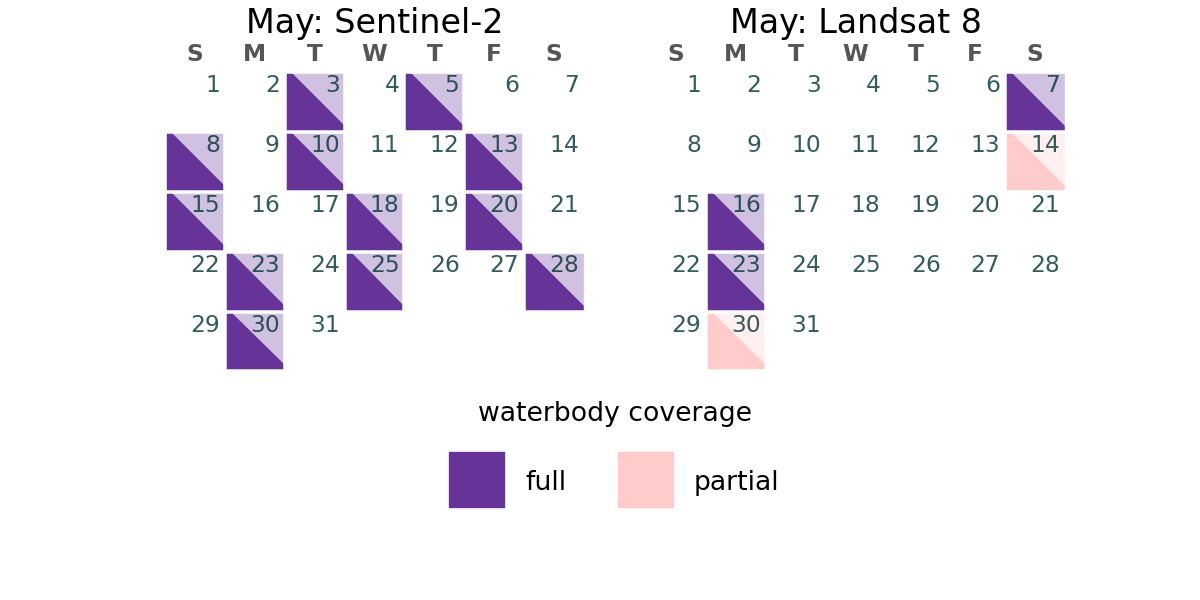 May: Sentinel-2
S M T W T F S
1 2 3 4 5 6 7
8 9 10 11 12 13 14
15 16 17 18 19 20 21
22 23 24 25 26 27 28
29 30 31
May: Landsat 8
S M T W T F S
1 2 3 4 5 6 7
8 9 10 11 12 13 14
15 16 17 18 19 20 21
22 23 24 25 26 27 28
29 30 31
waterbody coverage
full
partial